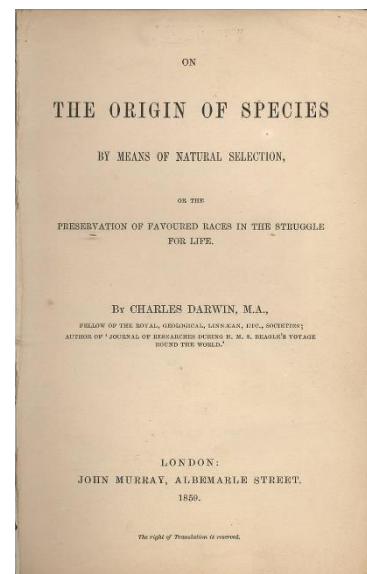 ON
THE ORIGIN OF SPECIES
BY MEANS OF NATURAL SELECTION,
OR THE
PRESERVATION OF FAVOURED RACES IN THE STRUGGLE
FOR LIFE.
BY CHARLES DARWIN, M.A.,
FELLOW OF THE ROYAL, GEOLOGICAL, LINNÆAN, ETC., SOCIETIES;
AUTHOR OF 'JOURNAL OF RESEARCHES DURING H. M. S. BEAGLE'S VOYAGE
ROUND THE WORLD.'
LONDON:
JOHN MURRAY, ALBEMARLE STREET.
1859.
The right of Translation is reserved.